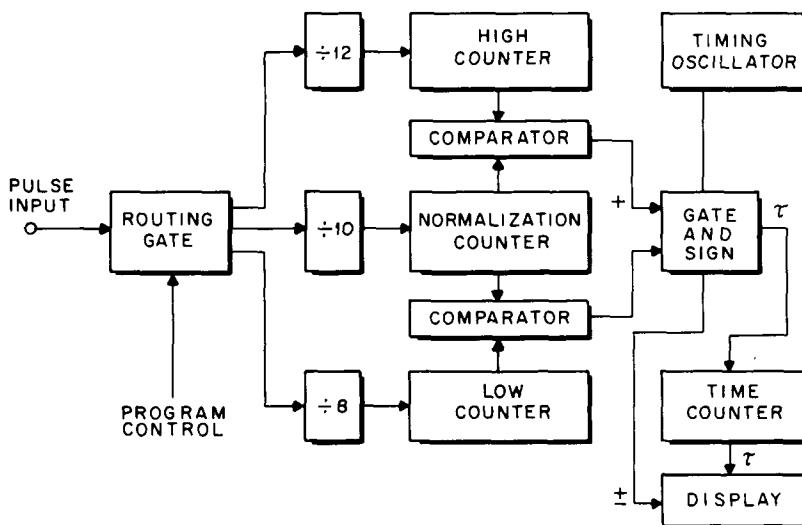 ÷12
HIGH
COUNTER
TIMING
OSCILLATOR
COMPARATOR
PULSE
INPUT
ROUTING
GATE
÷10
NORMALIZATION
COUNTER
+
GATE
AND
SIGN
τ
COMPARATOR
÷8
LOW
COUNTER
TIME
COUNTER
PROGRAM
CONTROL
τ
±
DISPLAY